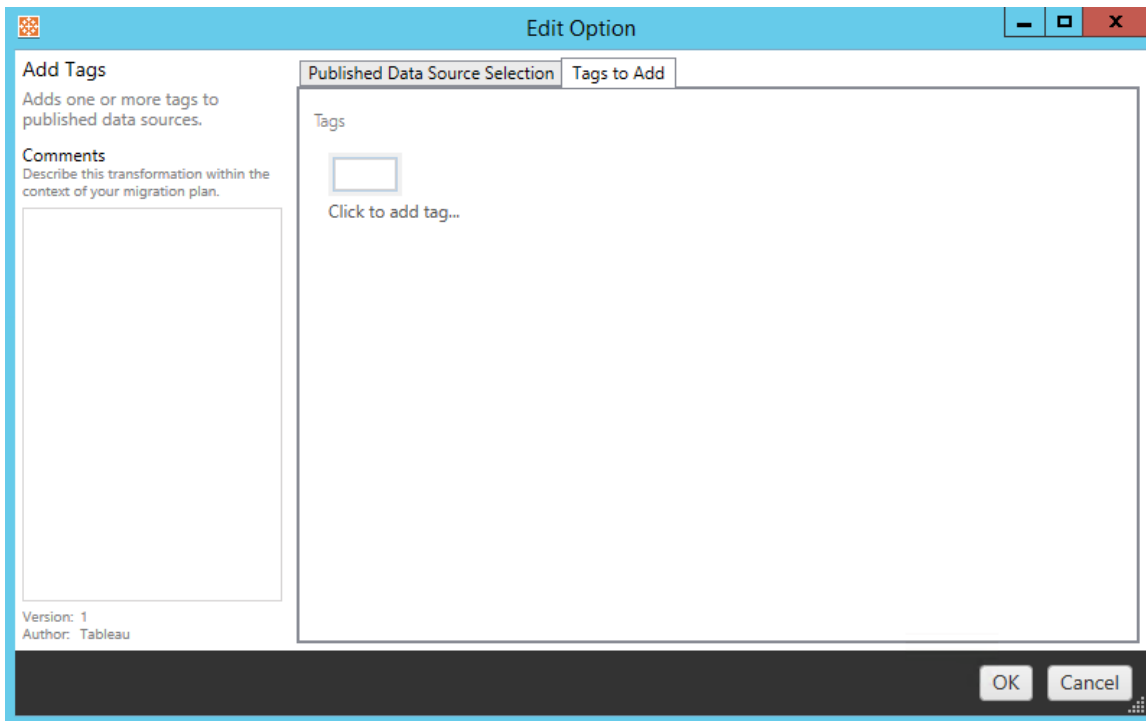 Edit Option
X
Add Tags
Adds one or more tags to
published data sources.
Comments
Describe this transformation within the
context of your migration plan.
Version: 1
Author: Tableau
Published Data Source Selection
Tags to Add
Tags
Click to add tag...
OK
Cancel